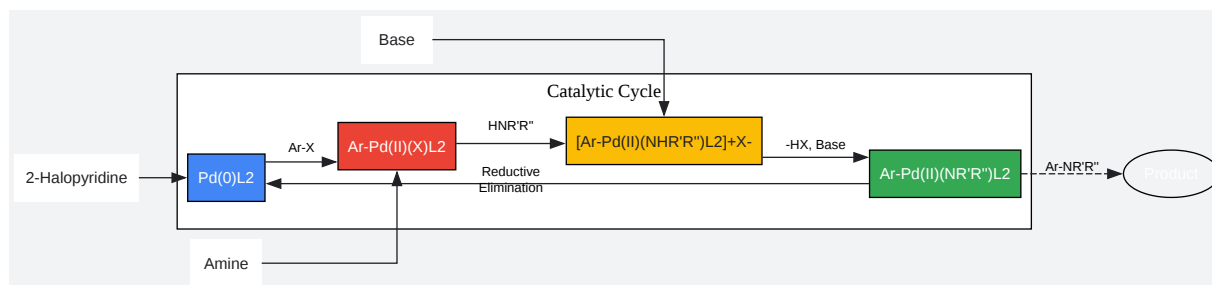 Base
Catalytic Cycle
HNR'R"
Ar-X
Ar-Pd(II)(X)L2
[Ar-Pd(II)(NHR'R")L2]+X-
-HX, Base
2-Halopyridine
Pd(0)L2
Reductive
Elimination
Ar-Pd(II)(NR'R")L2
Ar-NR'R"
Product
Amine